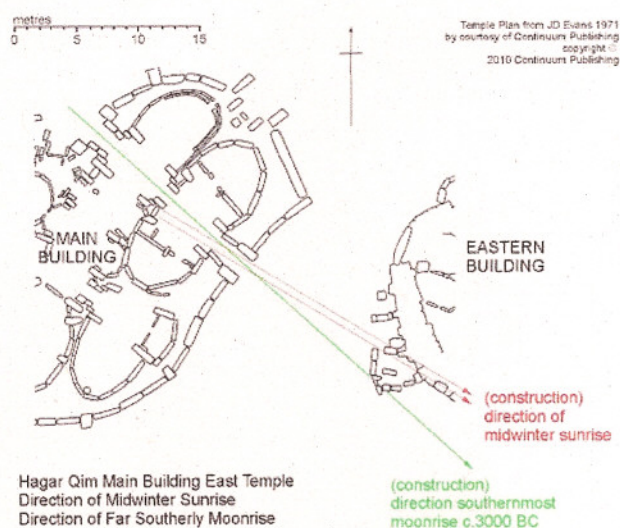 metres
0 5 10 15
Temple Plan from JD Evans 1971
by courtesy of Continuum Publishing
copyright ©
2010 Continuum Publishing
MAIN
BUILDING
EASTERN
BUILDING
(construction)
direction of
midwinter sunrise
(construction)
direction southernmost
moonrise c.3000 BC
Hagar Qim Main Building East Temple
Direction of Midwinter Sunrise
Direction of Far Southerly Moonrise